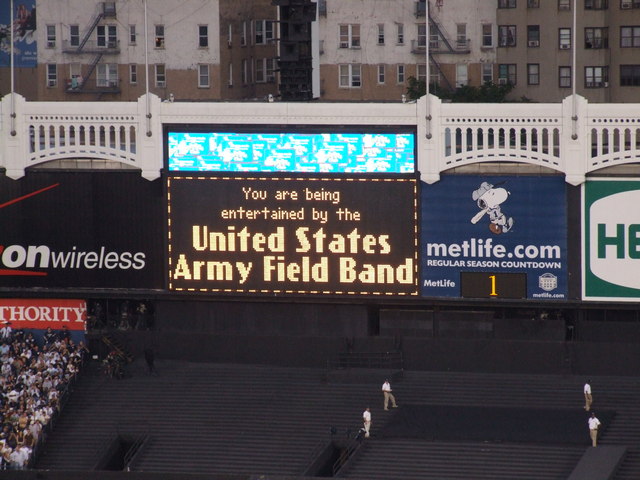 You are being
entertained by the
United States
Army Field Band
on wireless
metlife.com
REGULAR SEASON COUNTDOWN
MetLife
1
metlife.com
HE
THORITY